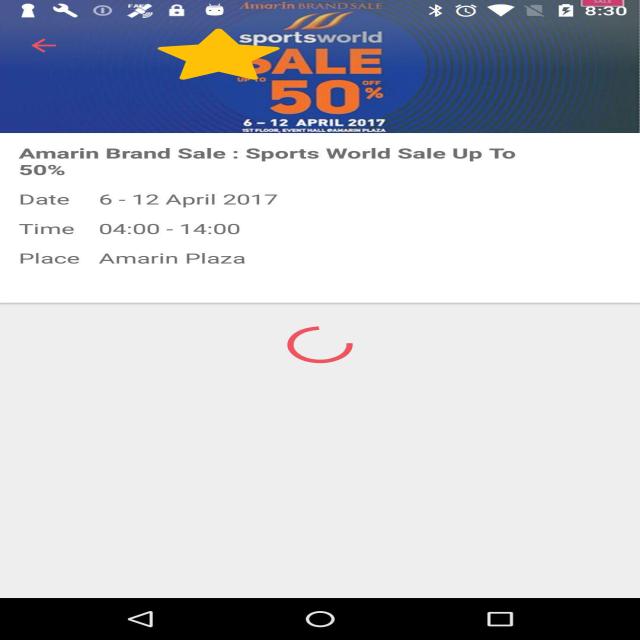 SALE
8:30
Amarin BRAND SALE
sportsworld
SALE
UP TO
OFF
50%
6 – 12 APRIL 2017
1ST FLOOR, EVENT HALL @AMARIN PLAZA
Amarin Brand Sale : Sports World Sale Up To
50%
Date 6 - 12 April 2017
Time 04:00 - 14:00
Place Amarin Plaza